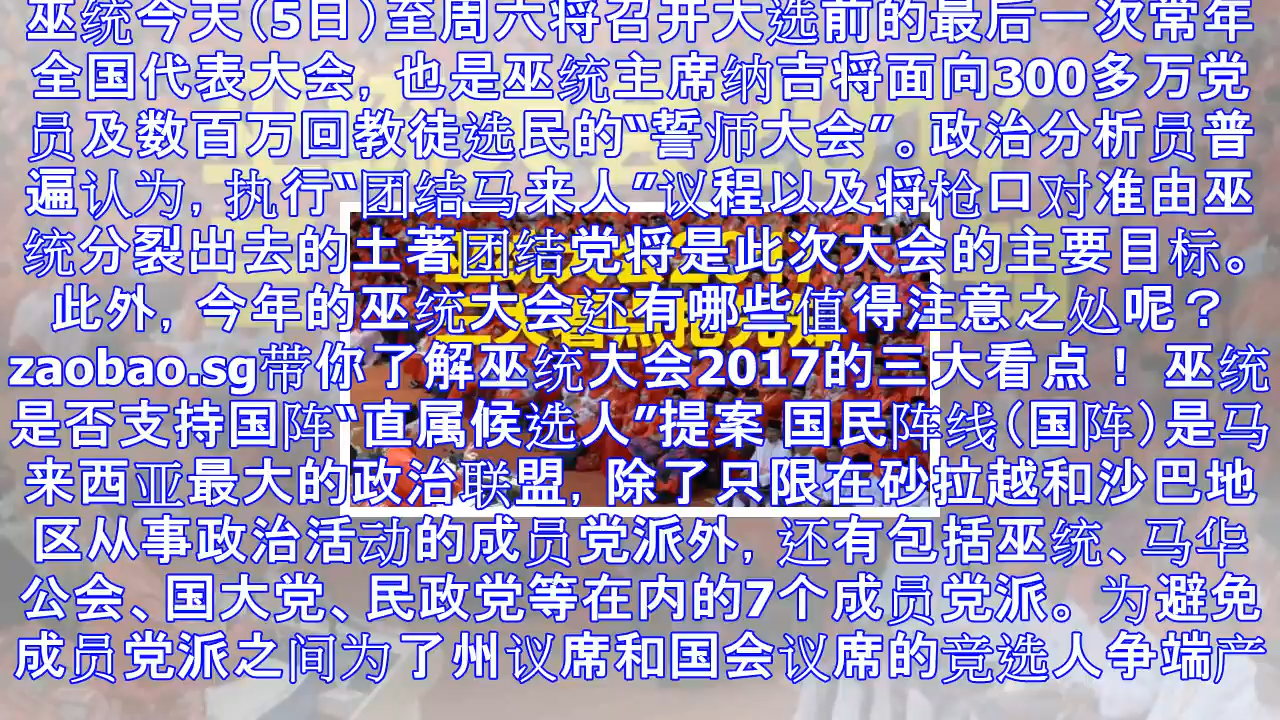 巫统今天(5日)至周六将召开大选前的最后一次常年
全国代表大会, 也是巫统主席纳吉将面向300多万党
员及数百万回教徒选民的“誓师大会”。政治分析员普
遍认为, 执行“团结马来人”议程以及将枪口对准由巫
统分裂出去的土著团结党将是此次大会的主要目标。
此外, 今年的巫统大会还有哪些值得注意之处呢？
zaobao.sg带你了解巫统大会2017的三大看点！ 巫统
是否支持国阵“直属候选人”提案 国民阵线(国阵)是马
来西亚最大的政治联盟, 除了只限在砂拉越和沙巴地
区从事政治活动的成员党派外, 还有包括巫统、马华
公会、国大党、民政党等在内的7个成员党派。为避免
成员党派之间为了州议席和国会议席的竞选人争端产